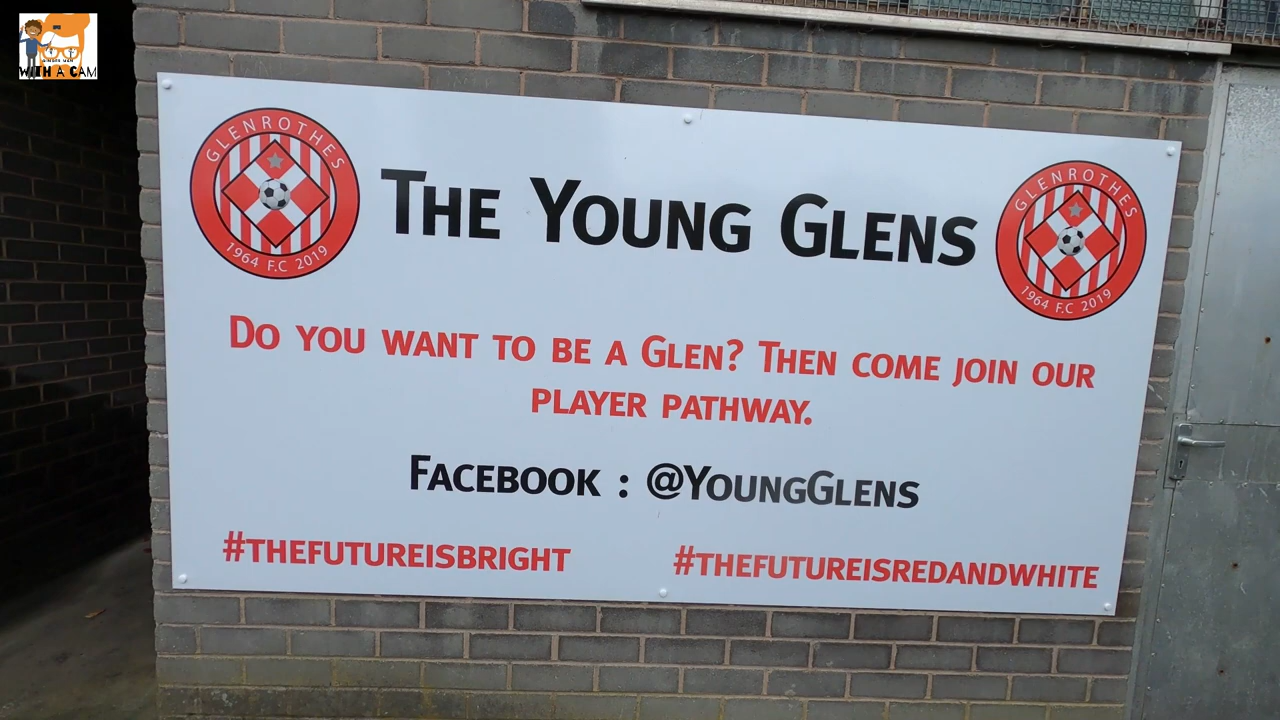 WITH A CAM
GLENROTHES
1964 F.C 2019
THE YOUNG GLENS
GLENROTHES
1964 F.C 2019
DO YOU WANT TO BE A GLEN? THEN COME JOIN OUR
PLAYER PATHWAY.
FACEBOOK : @YOUNGGLENS
#THEFUTUREISBRIGHT
#THEFUTUREISREDANDWHITE